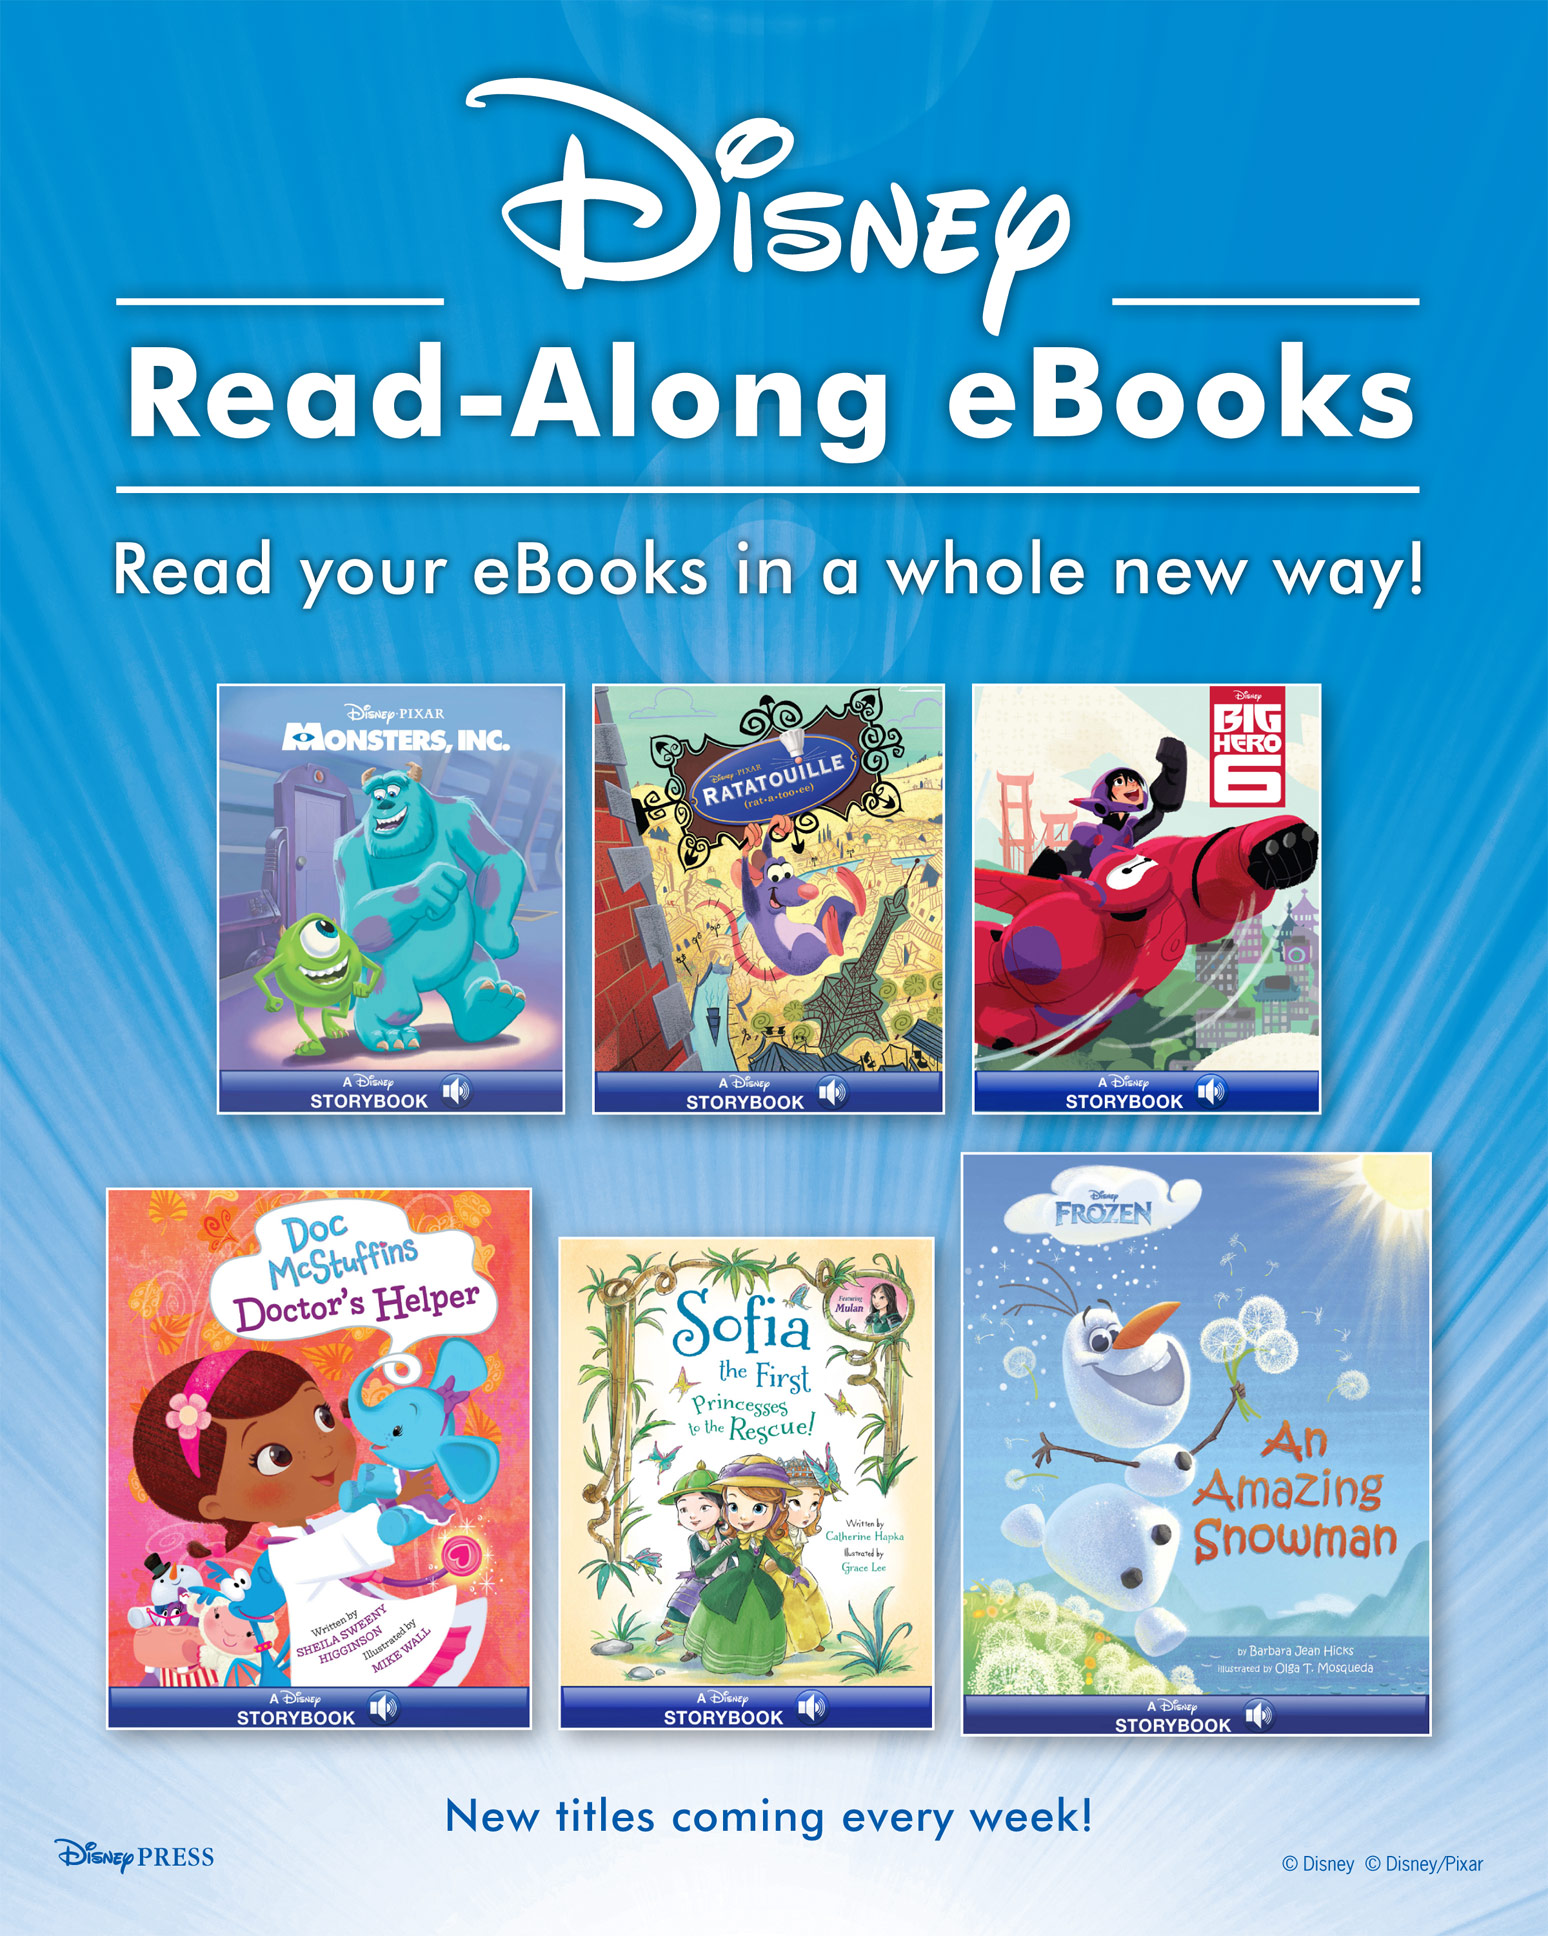 Disney
Read-Along eBooks
Read your eBooks in a whole new way!
Disney·PIXAR
MONSTERS, INC.
A Disney
STORYBOOK
Disney·PIXAR
RATATOUILLE
(rat•a•too•ee)
A Disney
STORYBOOK
Disney
BIG
HERO
6
A Disney
STORYBOOK
Doc
McStuffins
Doctor's Helper
Written by
SHEILA SWEENY
HIGGINSON
Illustrated by
MIKE WALL
A Disney
STORYBOOK
Featuring
Mulan
Sofia
the First
Princesses
to the Rescue!
Written by
Catherine Hapka
Illustrated by
Grace Lee
A Disney
STORYBOOK
Disney
FROZEN
An
Amazing
Snowman
by Barbara Jean Hicks
illustrated by Olga T. Mosqueda
A Disney
STORYBOOK
New titles coming every week!
Disney PRESS
© Disney © Disney/Pixar